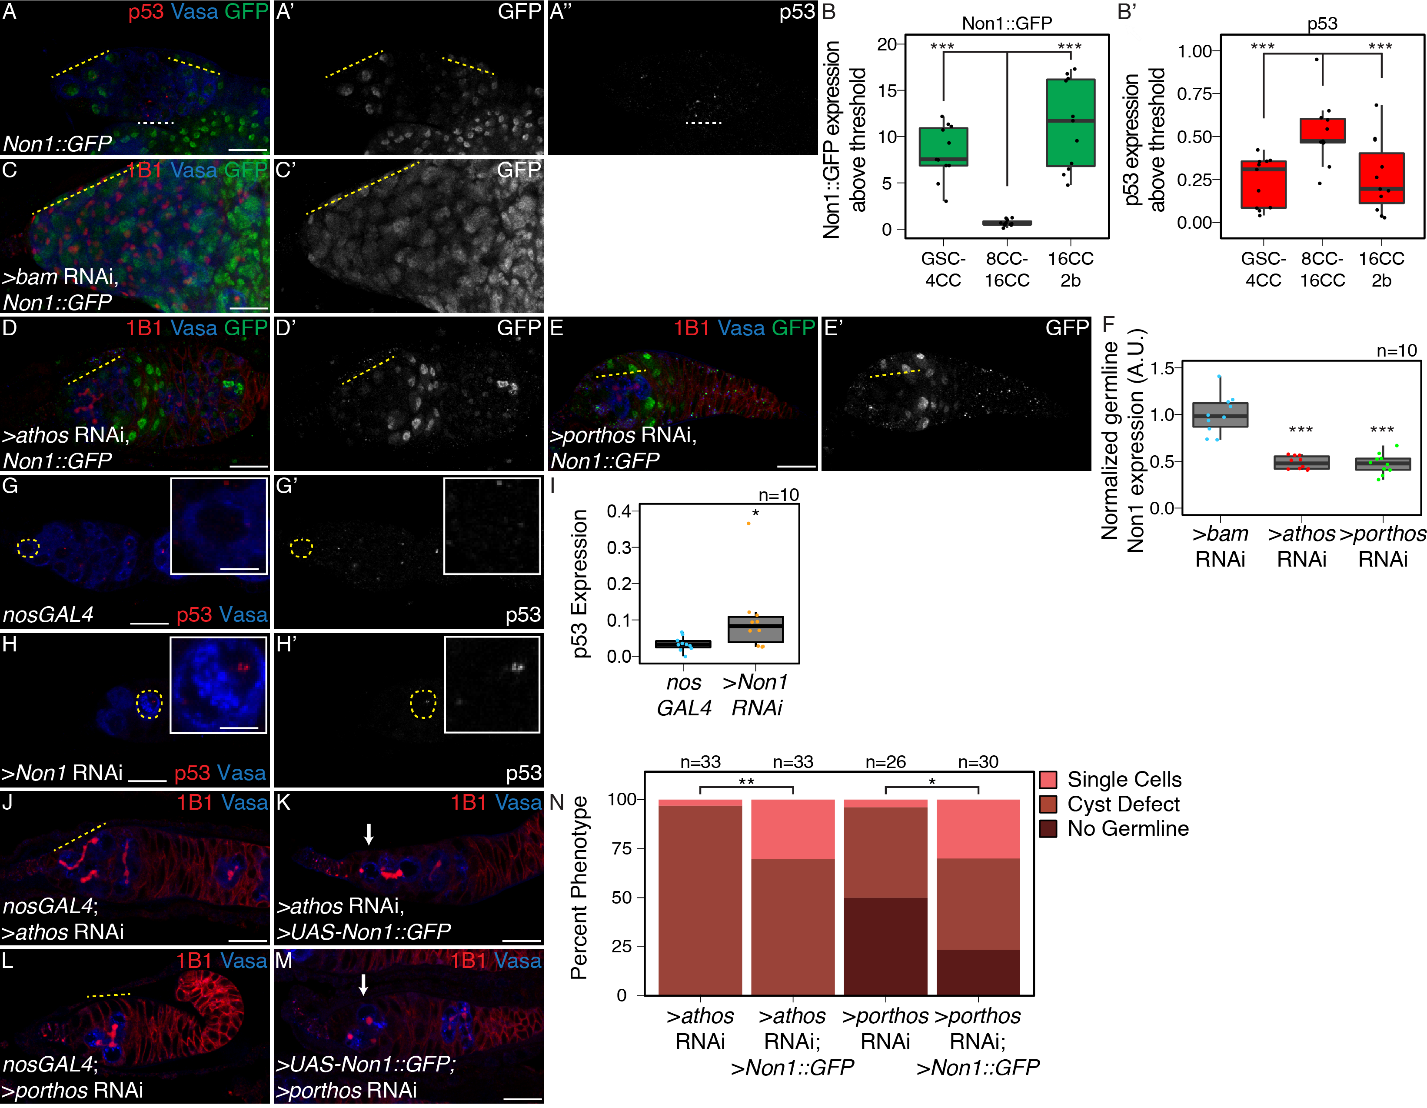 A p53 Vasa GFP
A' GFP
A'' p53
Non1::GFP
B Non1::GFP
Non1::GFP expression
above threshold
20
15
10
5
0
*** ***
GSC-
4CC
8CC-
16CC
16CC
2b
B' p53
p53 expression
above threshold
1.00
0.75
0.50
0.25
0.00
*** ***
GSC-
4CC
8CC-
16CC
16CC
2b
C 1B1 Vasa GFP
>bam RNAi,
Non1::GFP
C' GFP
D 1B1 Vasa GFP
>athos RNAi,
Non1::GFP
D' GFP
E 1B1 Vasa GFP
>porthos RNAi,
Non1::GFP
E' GFP
F n=10
Normalized germline
Non1 expression (A.U.)
1.5
1.0
0.5
0.0
*** ***
>bam
RNAi
>athos
RNAi
>porthos
RNAi
G
nosGAL4 p53 Vasa
G'
p53
H
>Non1 RNAi p53 Vasa
H'
p53
I n=10
p53 Expression
0.4
0.3
0.2
0.1
0.0
*
nos
GAL4
>Non1
RNAi
J 1B1 Vasa
nosGAL4;
>athos RNAi
K 1B1 Vasa
>athos RNAi,
>UAS-Non1::GFP
L 1B1 Vasa
nosGAL4;
>porthos RNAi
M 1B1 Vasa
>UAS-Non1::GFP;
>porthos RNAi
N
n=33 n=33 n=26 n=30
** *
Percent Phenotype
100
75
50
25
0
>athos
RNAi
>athos
RNAi;
>Non1::GFP
>porthos
RNAi
>porthos
RNAi;
>Non1::GFP
Single Cells
Cyst Defect
No Germline